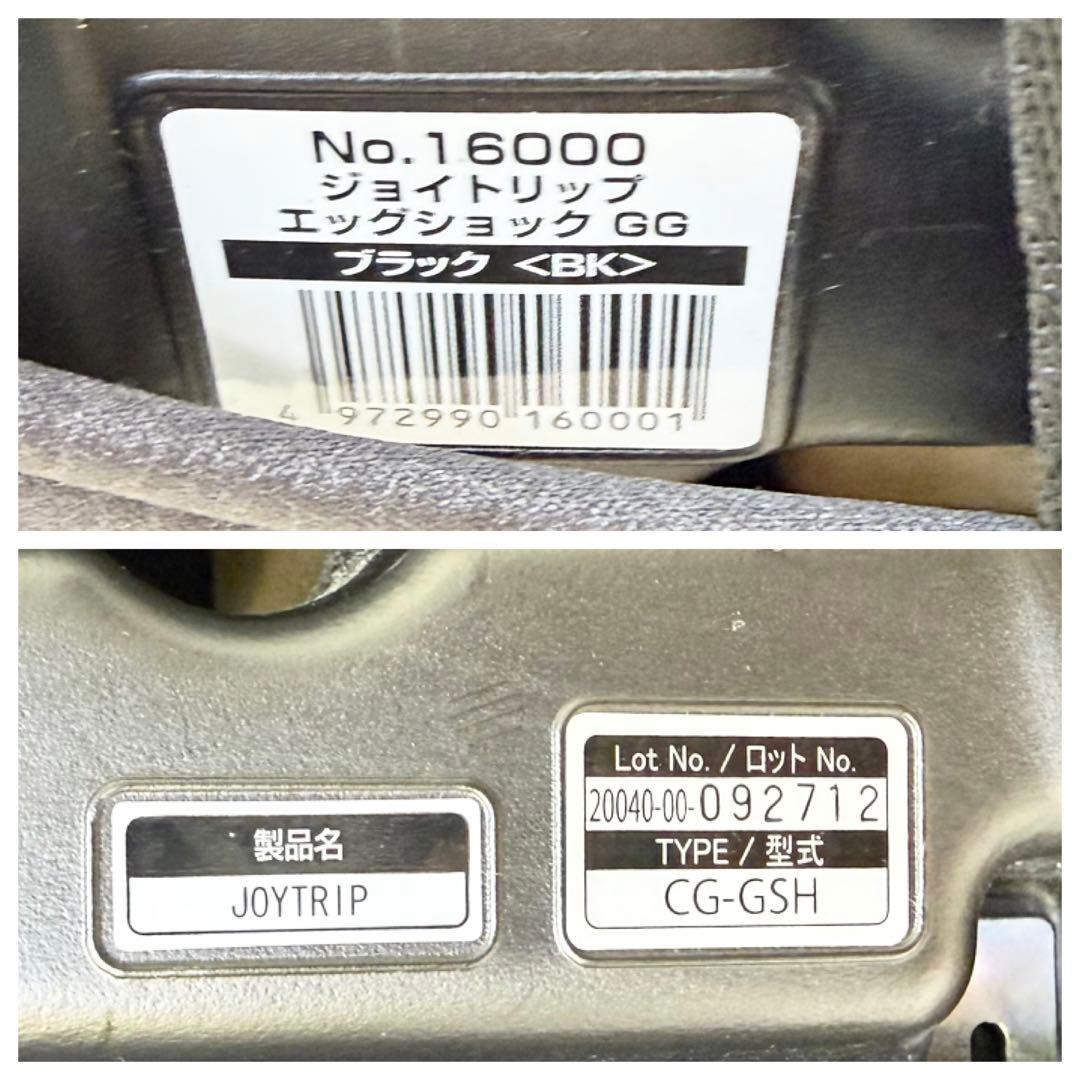 No.16000
ジョイトリップ
エッグショック GG
ブラック <BK>
4 972990 160001
製品名
JOYTRIP
Lot No. / ロット No.
20040-00-092712
TYPE / 型式
CG-GSH